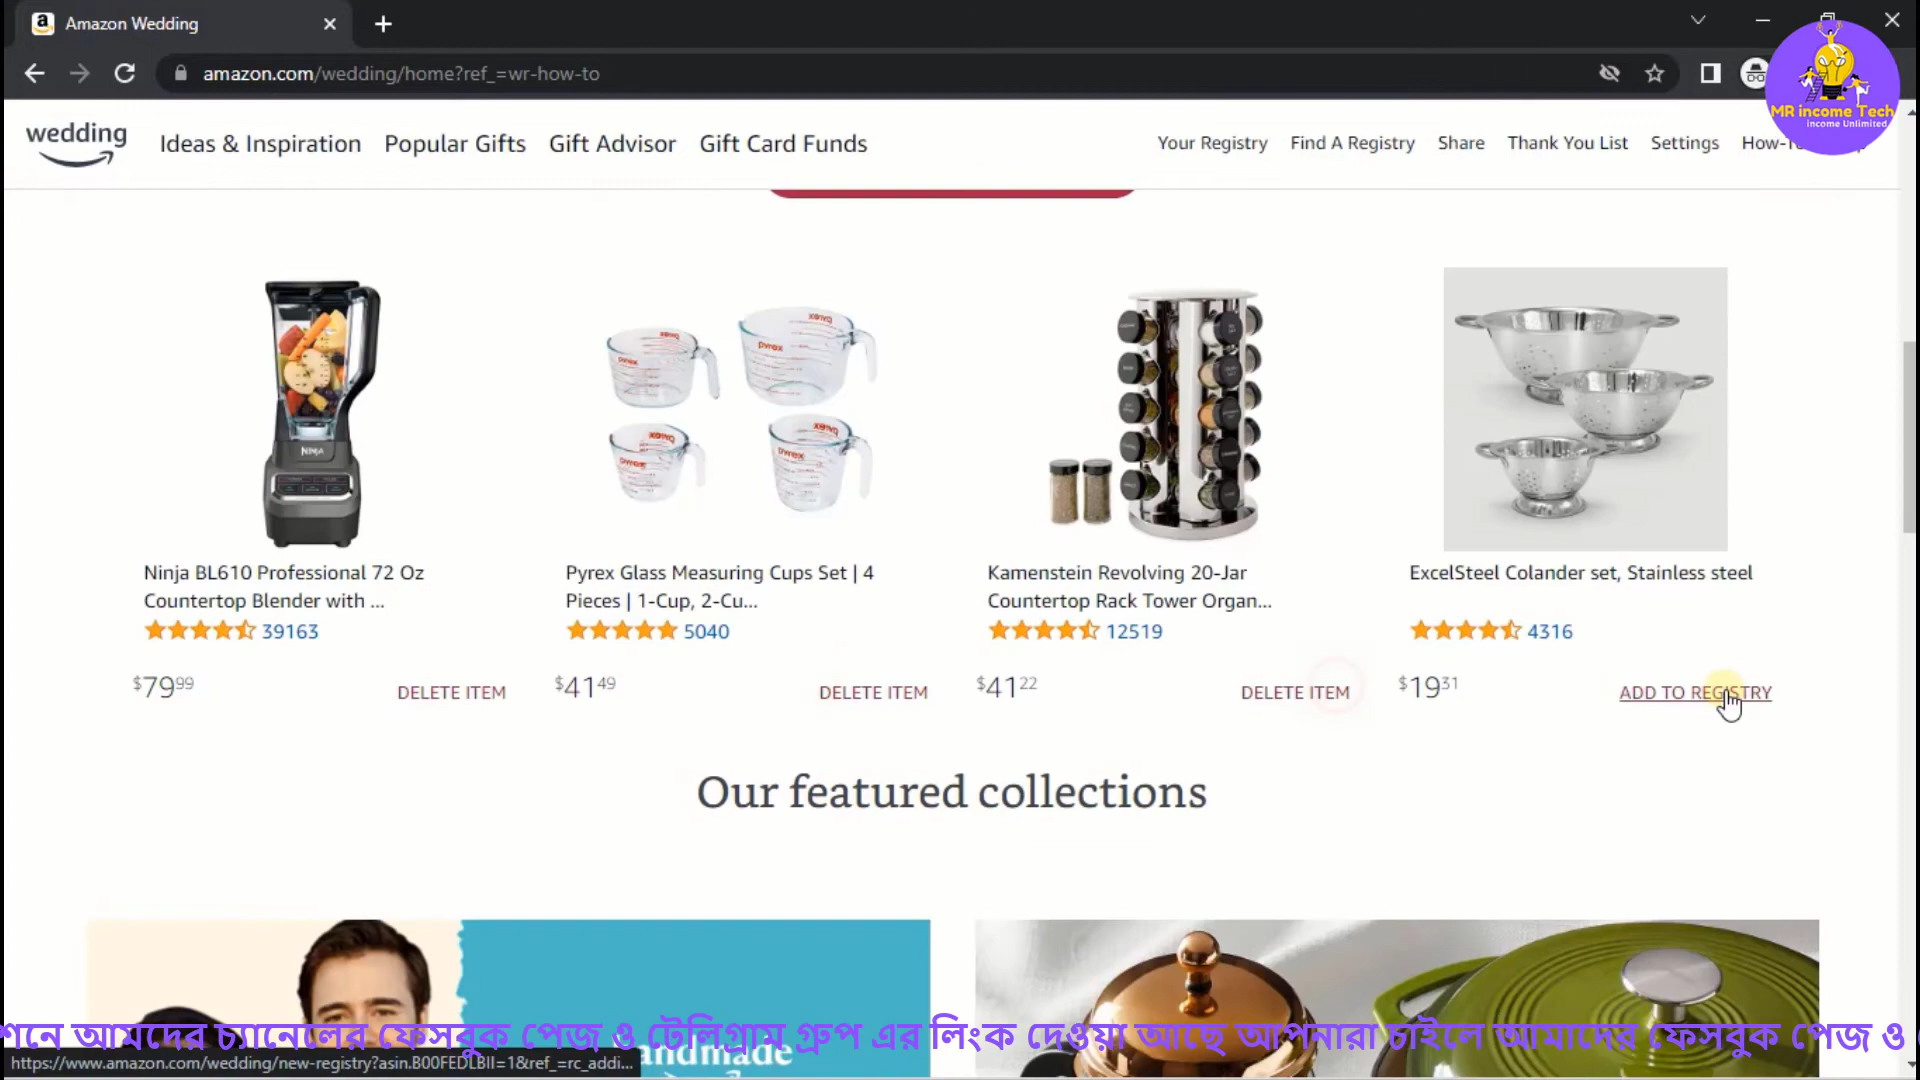 Amazon Wedding
amazon.com/wedding/home?ref_=wr-how-to
MR income Tech
income Unlimited
wedding
Ideas & Inspiration
Popular Gifts
Gift Advisor
Gift Card Funds
Your Registry
Find A Registry
Share
Thank You List
Settings
NINJA
pyrex
pyrex
pyrex
Ninja BL610 Professional 72 Oz
Countertop Blender with ...
39163
$79.99
DELETE ITEM
Pyrex Glass Measuring Cups Set | 4
Pieces | 1-Cup, 2-Cu...
5040
$41.49
DELETE ITEM
Kamenstein Revolving 20-Jar
Countertop Rack Tower Organ...
12519
$41.22
DELETE ITEM
ExcelSteel Colander set, Stainless steel
4316
$19.31
ADD TO REGISTRY
Our featured collections
শনে আমদের চ্যানেলের ফেসবুক পেজ ও টেলিগ্রাম গ্রুপ এর লিংক দেওয়া আছে আপনারা চাইলে আমাদের ফেসবুক পেজ ও
https://www.amazon.com/wedding/new-registry?asin.B00FEDLBII=1&ref_=rc_addi...
andmade